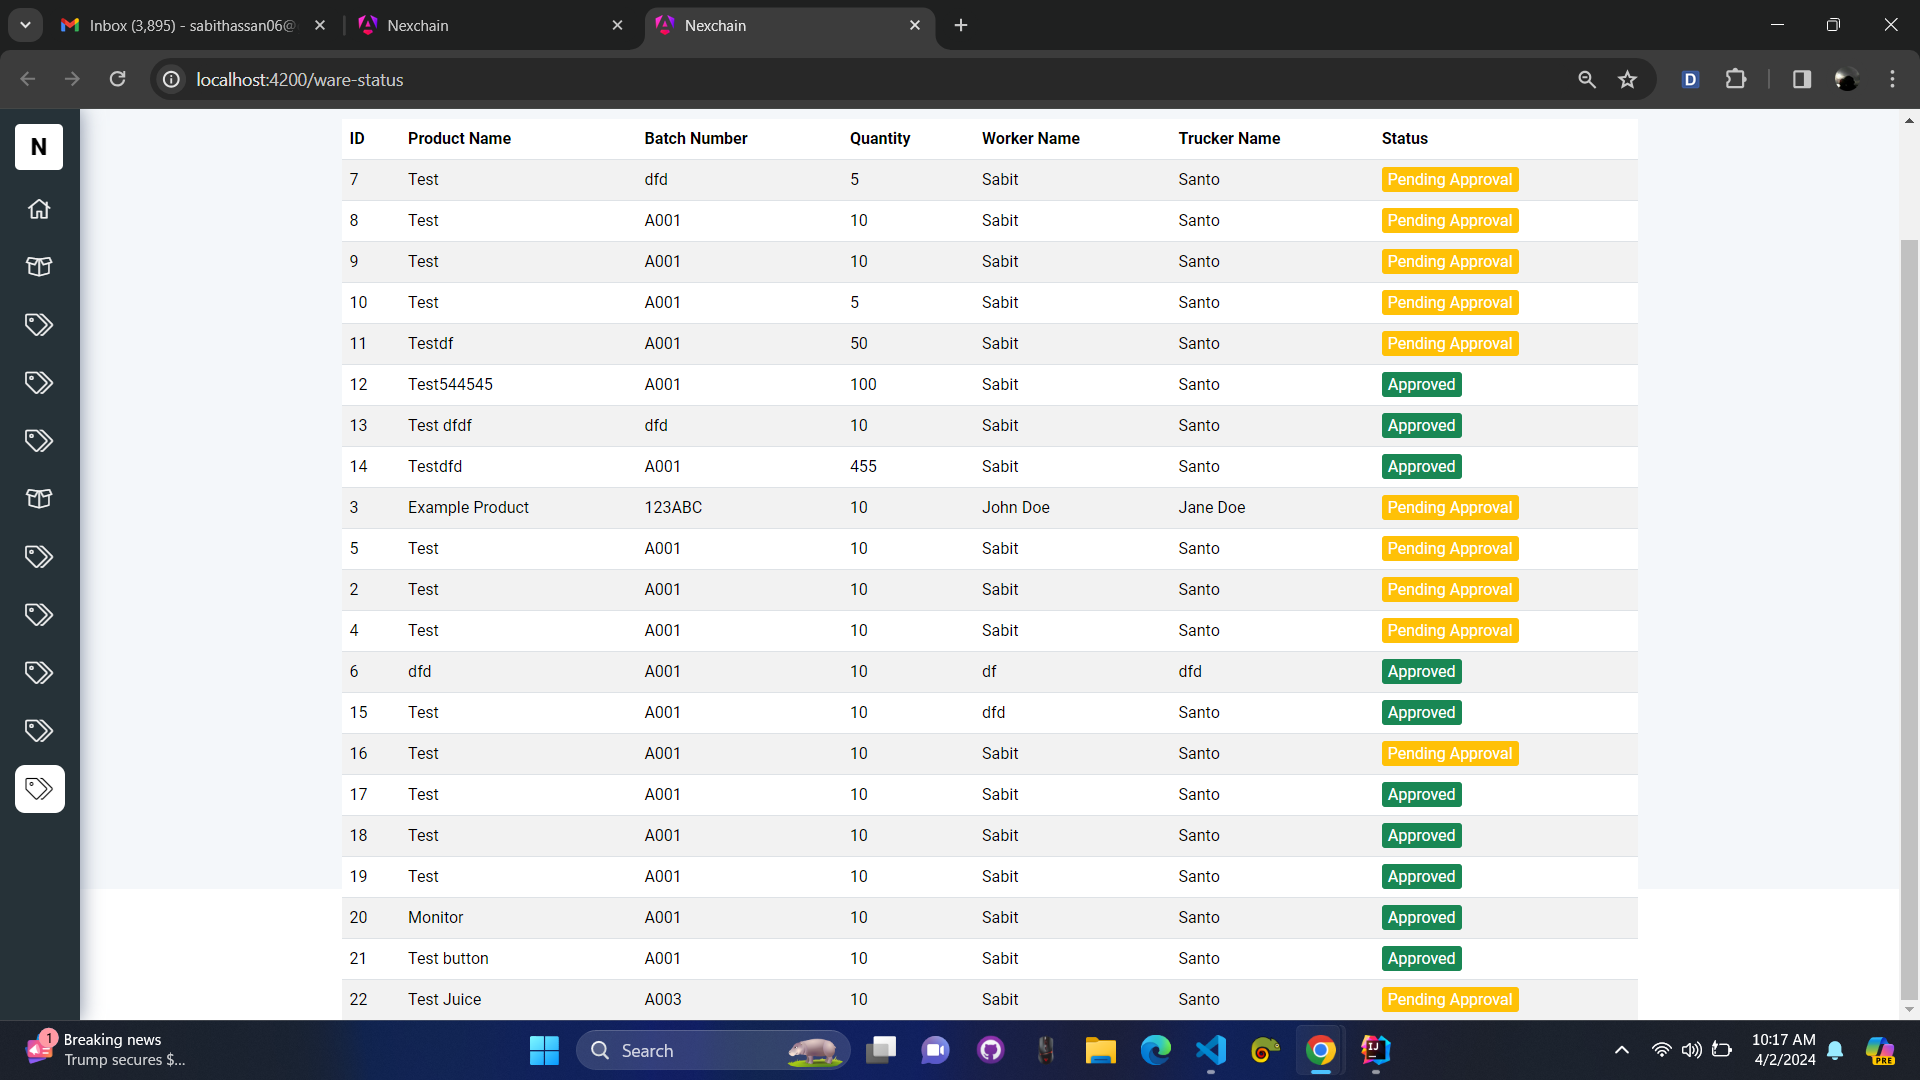 Inbox (3,895) - sabithassan06@
Nexchain
Nexchain
localhost:4200/ware-status
D
N
ID Product Name Batch Number Quantity Worker Name Trucker Name Status
7 Test dfd 5 Sabit Santo Pending Approval
8 Test A001 10 Sabit Santo Pending Approval
9 Test A001 10 Sabit Santo Pending Approval
10 Test A001 5 Sabit Santo Pending Approval
11 Testdf A001 50 Sabit Santo Pending Approval
12 Test544545 A001 100 Sabit Santo Approved
13 Test dfdf dfd 10 Sabit Santo Approved
14 Testdfd A001 455 Sabit Santo Approved
3 Example Product 123ABC 10 John Doe Jane Doe Pending Approval
5 Test A001 10 Sabit Santo Pending Approval
2 Test A001 10 Sabit Santo Pending Approval
4 Test A001 10 Sabit Santo Pending Approval
6 dfd A001 10 df dfd Approved
15 Test A001 10 dfd Santo Approved
16 Test A001 10 Sabit Santo Pending Approval
17 Test A001 10 Sabit Santo Approved
18 Test A001 10 Sabit Santo Approved
19 Test A001 10 Sabit Santo Approved
20 Monitor A001 10 Sabit Santo Approved
21 Test button A001 10 Sabit Santo Approved
22 Test Juice A003 10 Sabit Santo Pending Approval
1
Breaking news
Trump secures $...
Search
IJ
10:17 AM
4/2/2024
PRE